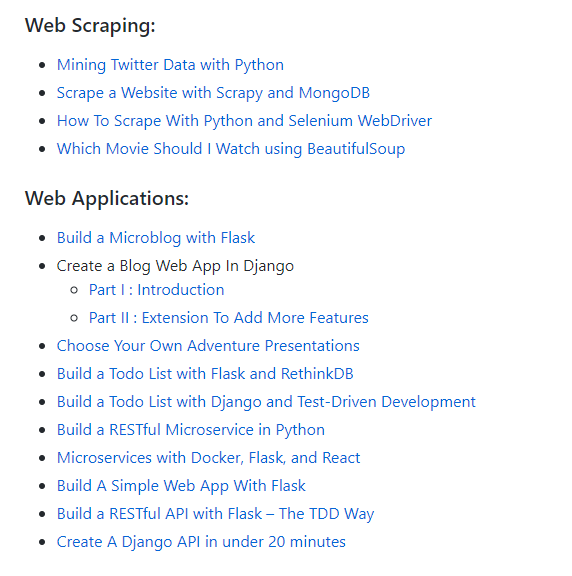 Web Scraping:
Mining Twitter Data with Python
Scrape a Website with Scrapy and MongoDB
How To Scrape With Python and Selenium WebDriver
Which Movie Should I Watch using BeautifulSoup
Web Applications:
Build a Microblog with Flask
Create a Blog Web App In Django
Part I : Introduction
Part II : Extension To Add More Features
Choose Your Own Adventure Presentations
Build a Todo List with Flask and RethinkDB
Build a Todo List with Django and Test-Driven Development
Build a RESTful Microservice in Python
Microservices with Docker, Flask, and React
Build A Simple Web App With Flask
Build a RESTful API with Flask – The TDD Way
Create A Django API in under 20 minutes